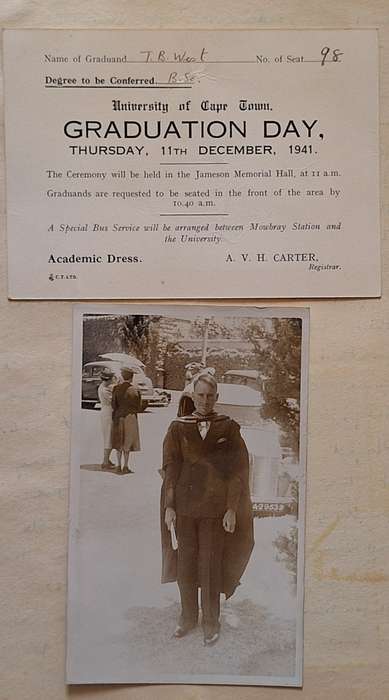 Name of Graduand T. B. West No. of Seat 98
Degree to be Conferred B.Sc.
University of Cape Town.
GRADUATION DAY,
THURSDAY, 11TH DECEMBER, 1941.
The Ceremony will be held in the Jameson Memorial Hall, at 11 a.m.
Graduands are requested to be seated in the front of the area by
10.40 a.m.
A Special Bus Service will be arranged between Mowbray Station and
the University
Academic Dress. A. V. H. CARTER,
Registrar.
C.T. LTD.